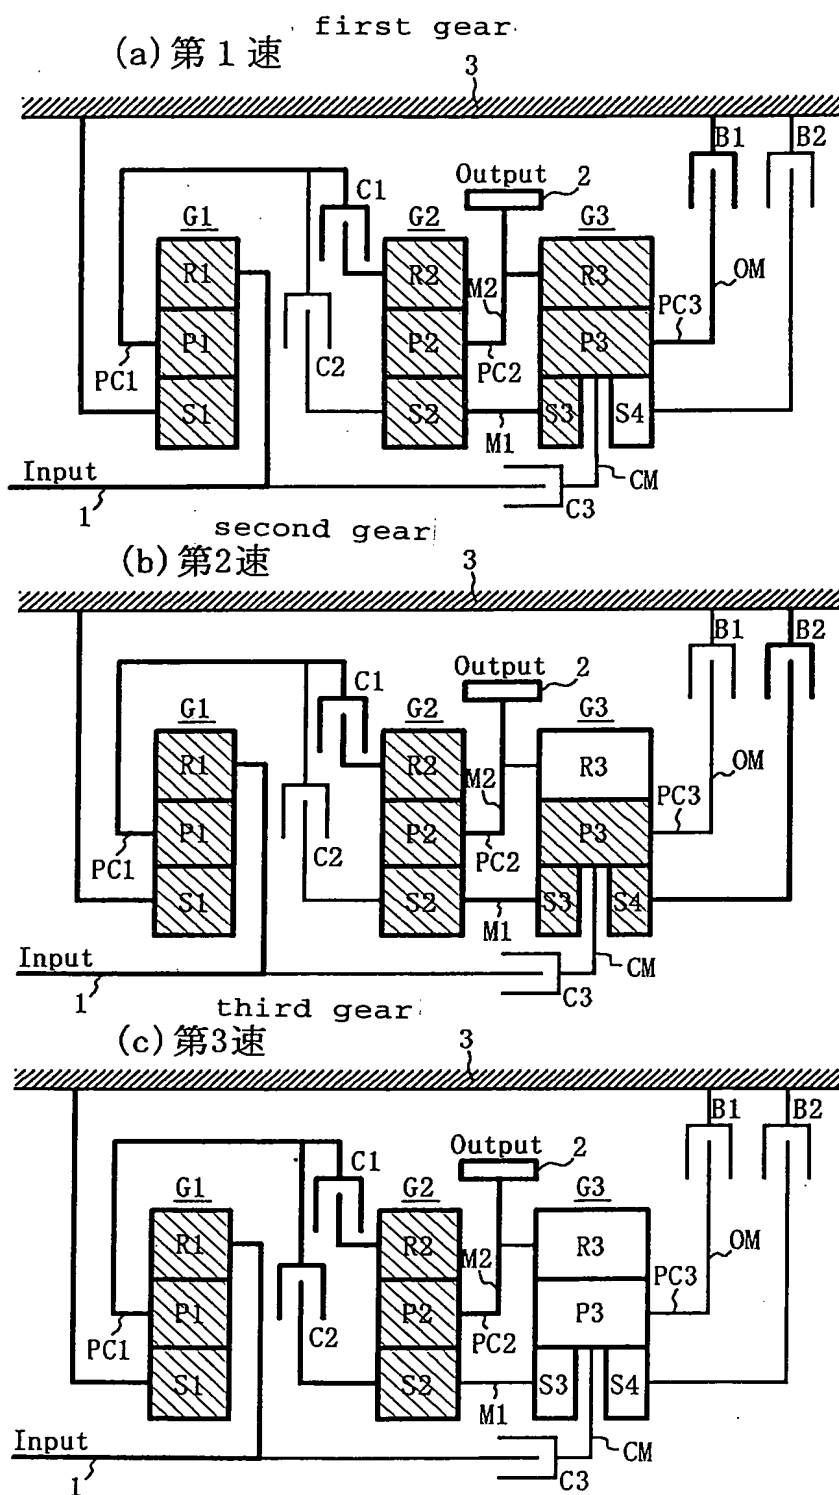 first gear
(a)第1速
3
B1
B2
Output
2
C1
G1
G2
G3
R1
R2
M2
R3
OM
PC3
P1
P2
P3
PC1
C2
PC2
S1
S2
S3
S4
M1
Input
CM
1
C3
second gear
(b)第2速
3
B1
B2
Output
2
C1
G1
G2
G3
R1
R2
M2
R3
OM
PC3
P1
P2
P3
PC1
C2
PC2
S1
S2
S3
S4
M1
Input
CM
1
C3
third gear
(c)第3速
3
B1
B2
Output
2
C1
G1
G2
G3
R1
R2
M2
R3
OM
PC3
P1
P2
P3
PC1
C2
PC2
S1
S2
S3
S4
M1
Input
CM
1
C3